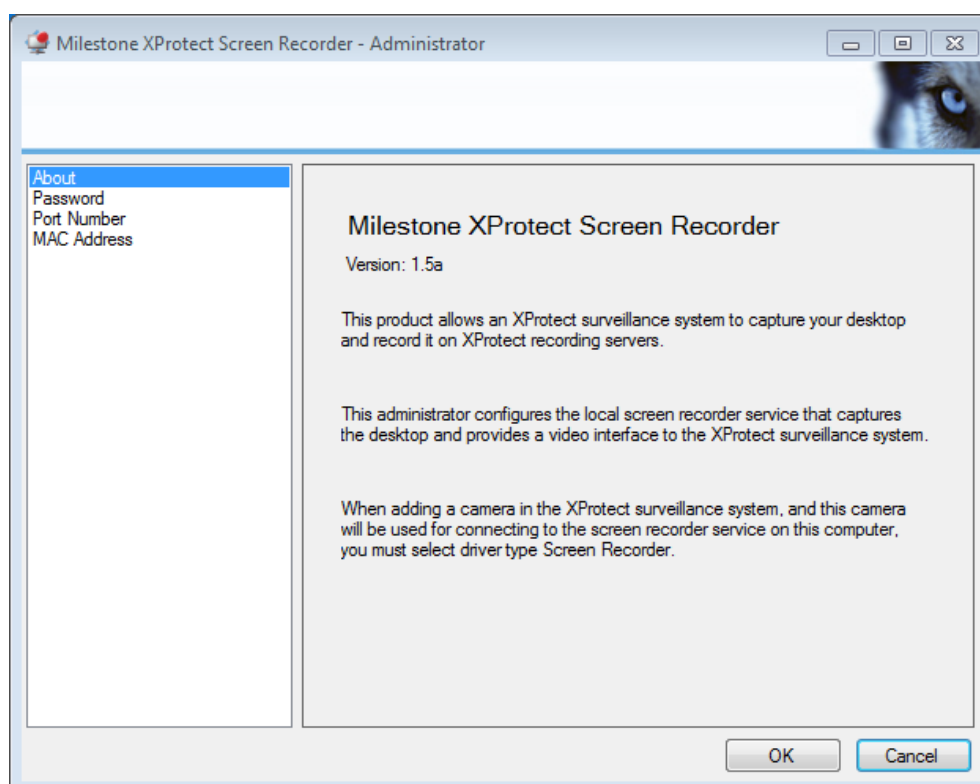 Milestone XProtect Screen Recorder - Administrator
About
Password
Port Number
MAC Address
Milestone XProtect Screen Recorder
Version: 1.5a
This product allows an XProtect surveillance system to capture your desktop
and record it on XProtect recording servers.
This administrator configures the local screen recorder service that captures
the desktop and provides a video interface to the XProtect surveillance system.
When adding a camera in the XProtect surveillance system, and this camera
will be used for connecting to the screen recorder service on this computer,
you must select driver type Screen Recorder.
OK
Cancel